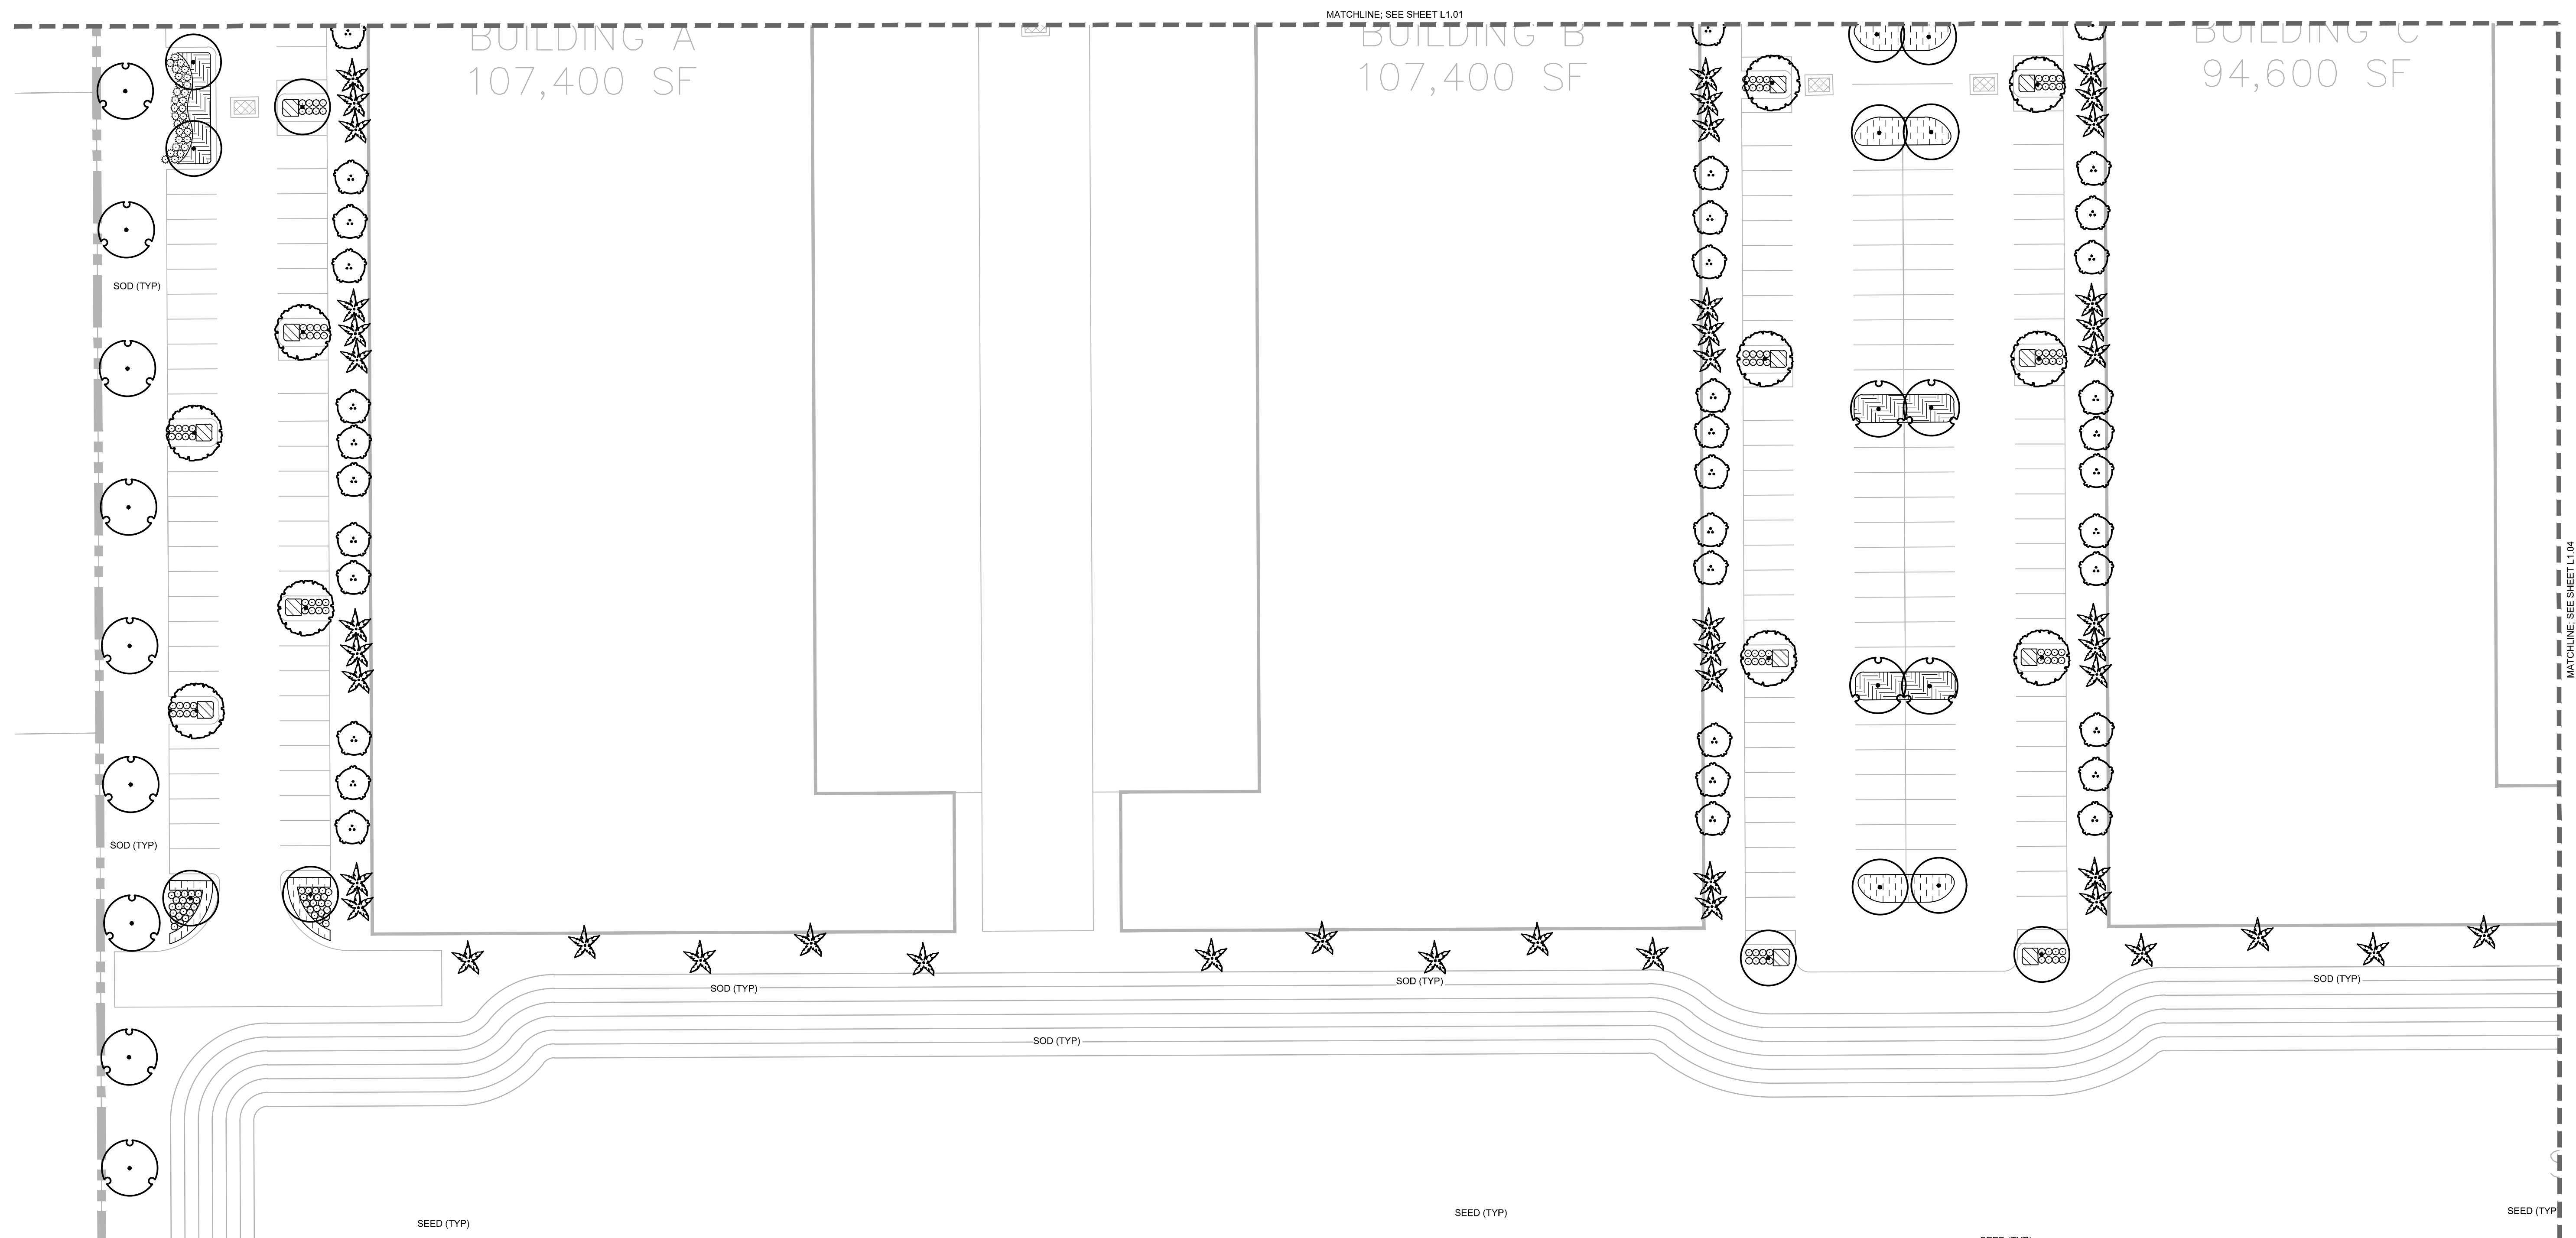 MATCHLINE; SEE SHEET L1.01
BUILDING A
107,400 SF
BUILDING B
107,400 SF
BUILDING C
94,600 SF
SOD (TYP)
MATCHLINE; SEE SHEET L1.04
SOD (TYP)
SOD (TYP)
SOD (TYP)
SOD (TYP)
SOD (TYP)
SEED (TYP)
SEED (TYP)
SEED (TYP